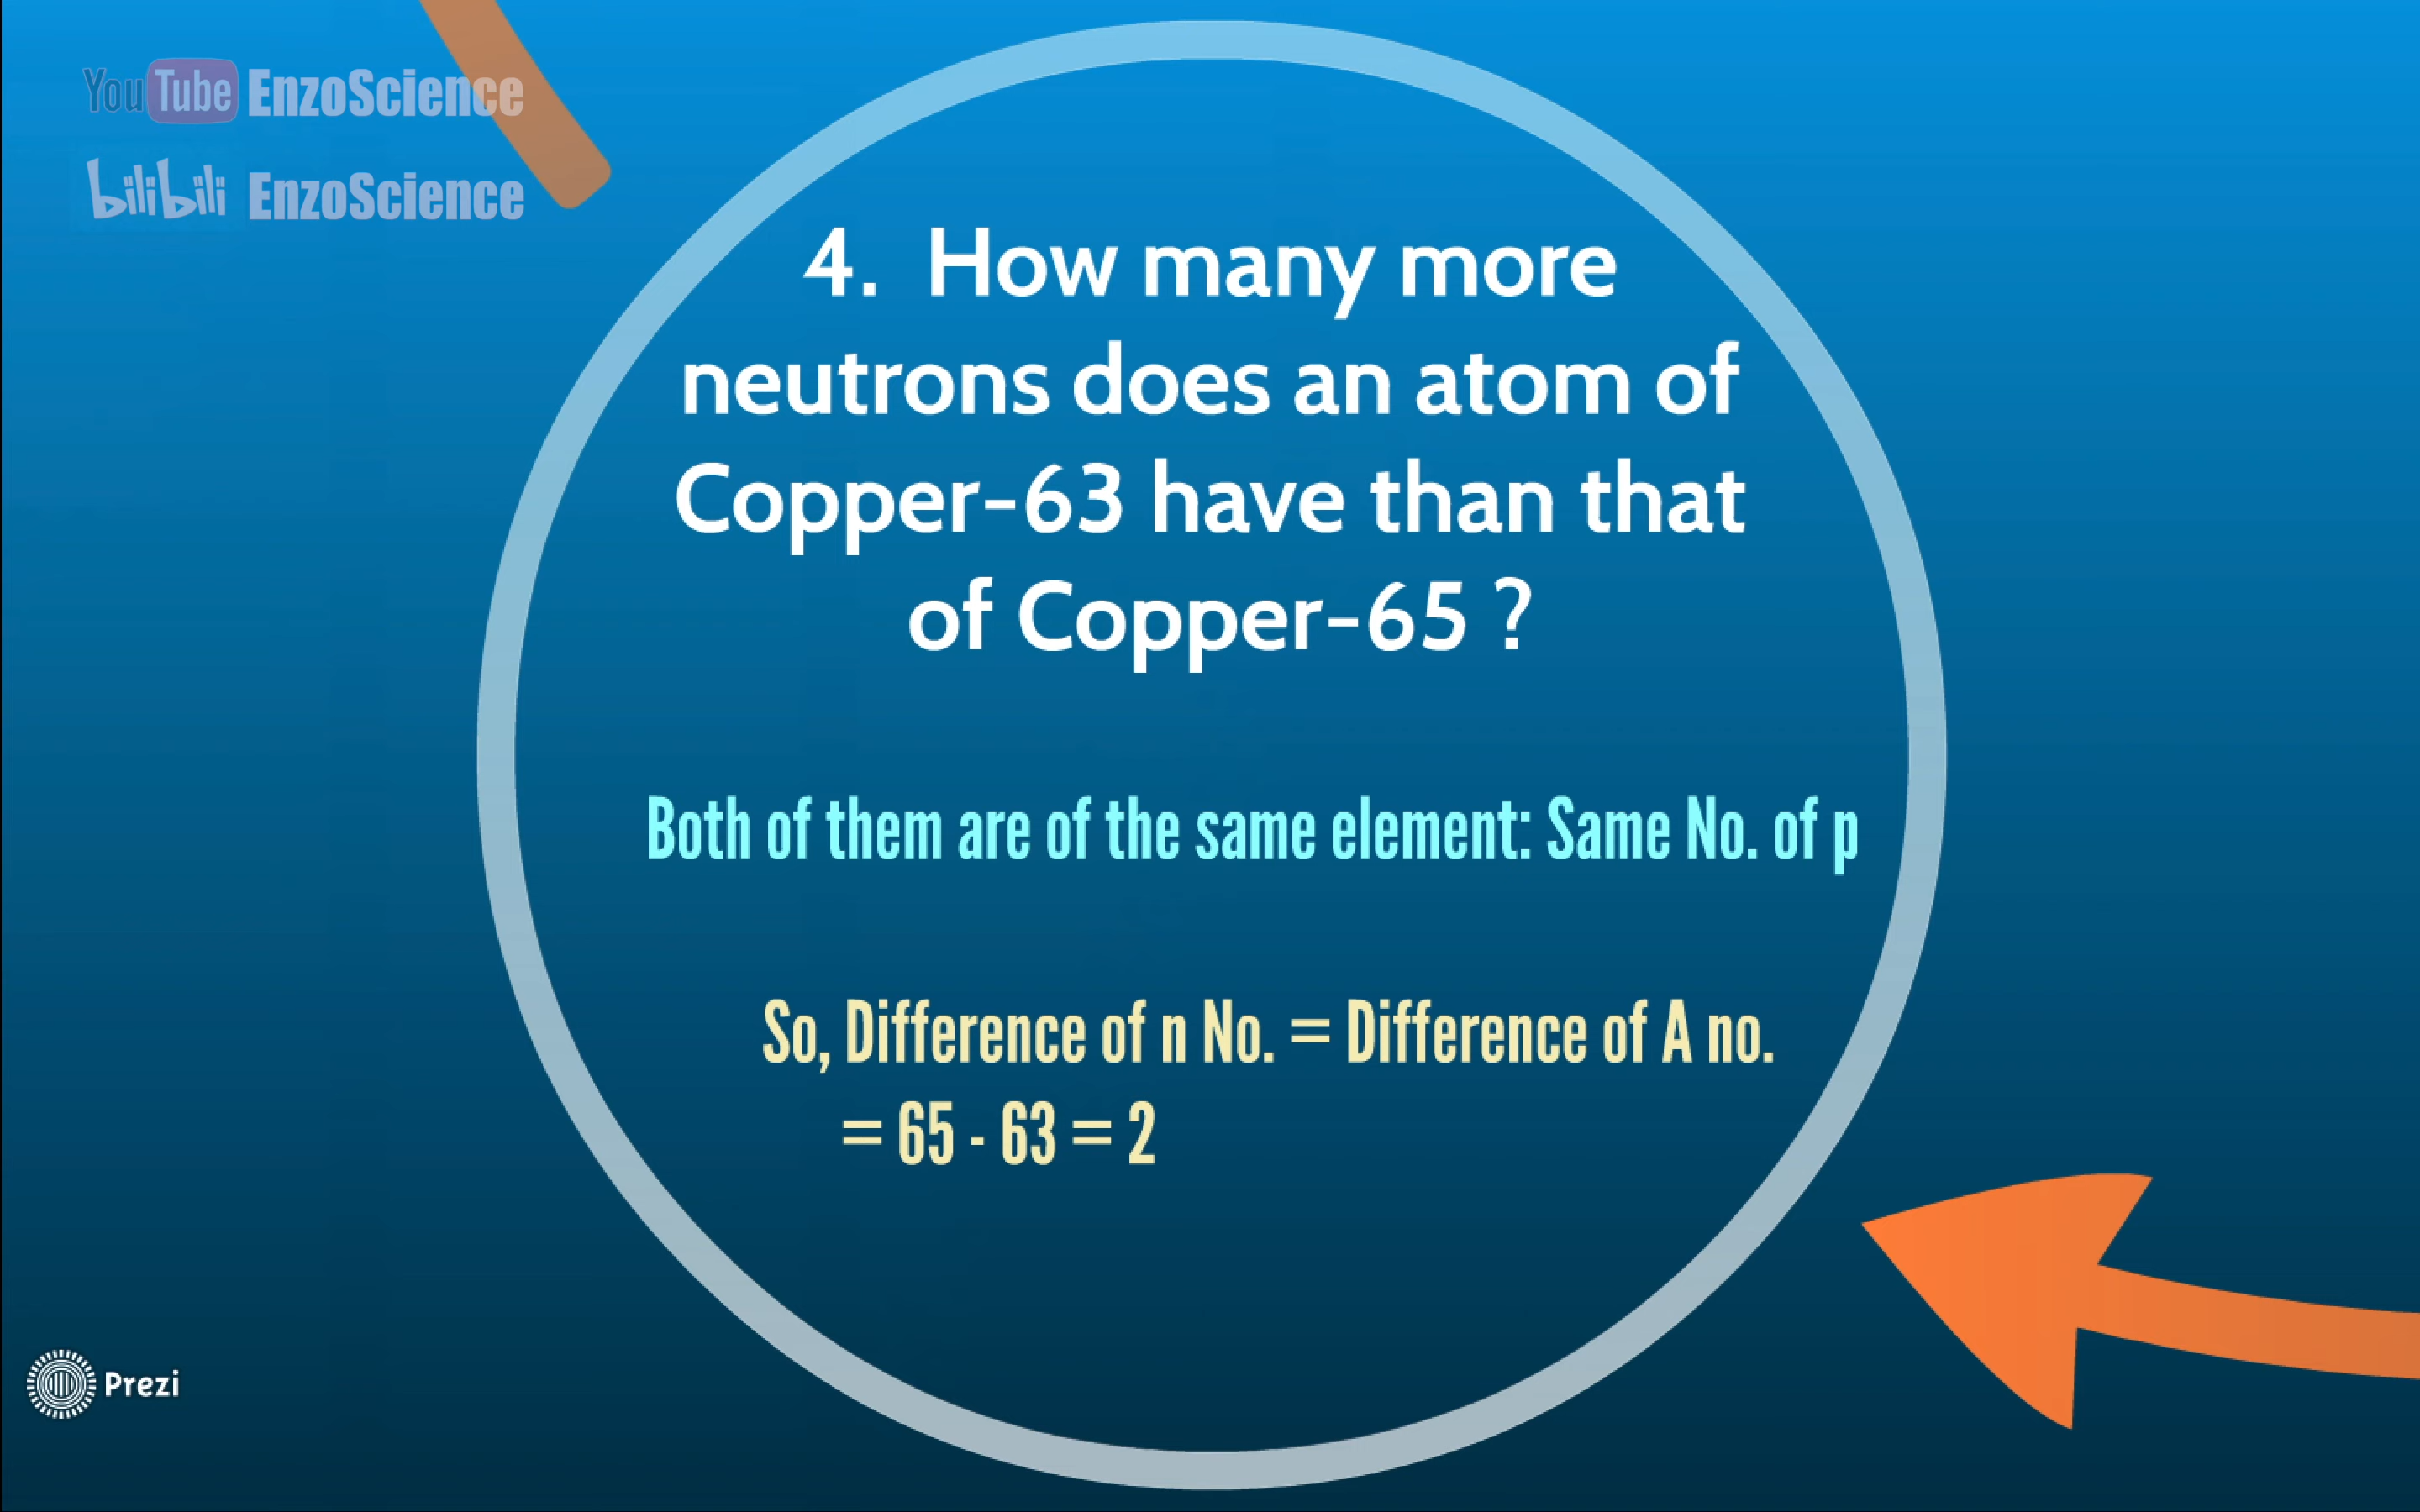 YouTube EnzoScience
bilibili EnzoScience
4. How many more
neutrons does an atom of
Copper-63 have than that
of Copper-65 ?
Both of them are of the same element: Same No. of p
So, Difference of n No. = Difference of A no.
= 65 - 63 = 2
Prezi